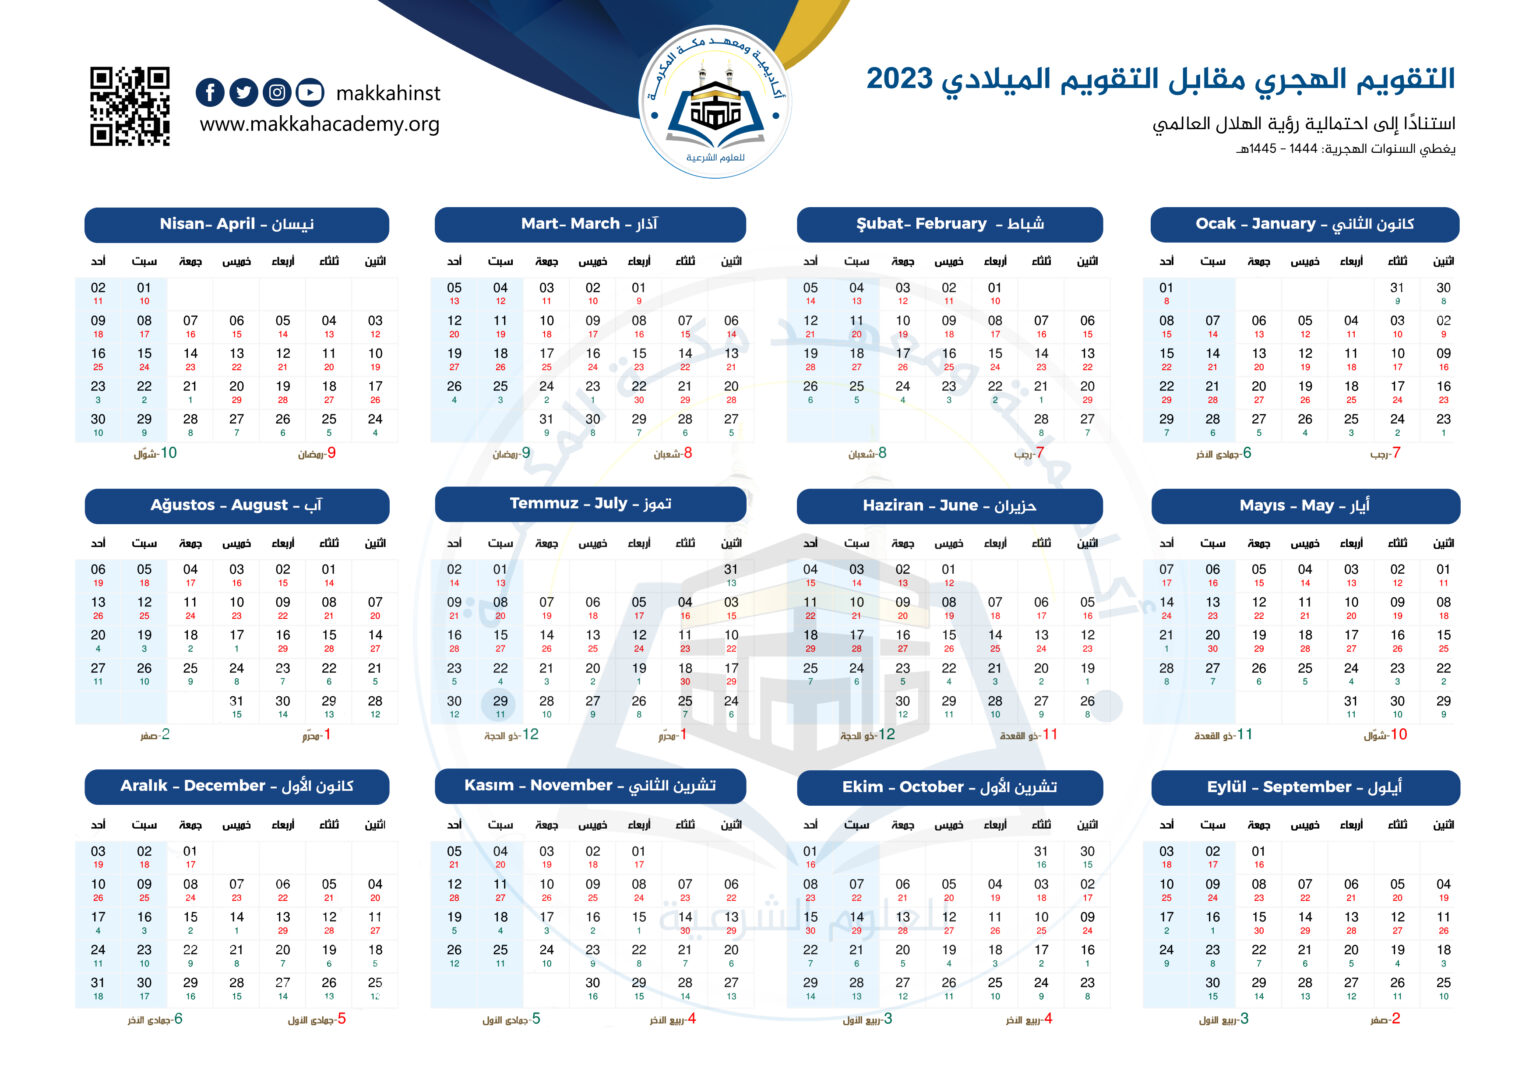 التقويم الهجري مقابل التقويم الميلادي 2023
استنادًا إلى احتمالية رؤية الهلال العالمي
يغطي السنوات الهجرية: 1444 - 1445هـ
أكاديمية ومعهد مكة المكرمة
للعلوم الشرعية
makkahinst
www.makkahacademy.org
Ocak - January - كانون الثاني
اثنين ثلثاء أربعاء خميس جمعة سبت أحد
30 31 01
8 9 8
02 03 04 05 06 07 08
9 10 11 12 13 14 15
09 10 11 12 13 14 15
16 17 18 19 20 21 22
16 17 18 19 20 21 22
23 24 25 26 27 28 29
23 24 25 26 27 28 29
1 2 3 4 5 6 7
7-رجب 6-جمادى الآخر
Şubat- February - شباط
اثنين ثلثاء أربعاء خميس جمعة سبت أحد
01 02 03 04 05
10 11 12 13 14
06 07 08 09 10 11 12
15 16 17 18 19 20 21
13 14 15 16 17 18 19
22 23 24 25 26 27 28
20 21 22 23 24 25 26
29 1 2 3 4 5 6
27 28
7 8
7-رجب 8-شعبان
Mart- March - آذار
اثنين ثلثاء أربعاء خميس جمعة سبت أحد
01 02 03 04 05
9 10 11 12 13
06 07 08 09 10 11 12
14 15 16 17 18 19 20
13 14 15 16 17 18 19
21 22 23 24 25 26 27
20 21 22 23 24 25 26
28 29 30 1 2 3 4
27 28 29 30 31
5 6 7 8 9
8-شعبان 9-رمضان
Nisan- April - نيسان
اثنين ثلثاء أربعاء خميس جمعة سبت أحد
01 02
10 11
03 04 05 06 07 08 09
12 13 14 15 16 17 18
10 11 12 13 14 15 16
19 20 21 22 23 24 25
17 18 19 20 21 22 23
26 27 28 29 1 2 3
24 25 26 27 28 29 30
4 5 6 7 8 9 10
9-رمضان 10-شوّال
Mayıs - May - أيار
اثنين ثلثاء أربعاء خميس جمعة سبت أحد
01 02 03 04 05 06 07
11 12 13 14 15 16 17
08 09 10 11 12 13 14
18 19 20 21 22 23 24
15 16 17 18 19 20 21
25 26 27 28 29 30 1
22 23 24 25 26 27 28
2 3 4 5 6 7 8
29 30 31
9 10 11
10-شوّال 11-ذو القعدة
Haziran - June - حزيران
اثنين ثلثاء أربعاء خميس جمعة سبت أحد
01 02 03 04
12 13 14 15
05 06 07 08 09 10 11
16 17 18 19 20 21 22
12 13 14 15 16 17 18
23 24 25 26 27 28 29
19 20 21 22 23 24 25
1 2 3 4 5 6 7
26 27 28 29 30
8 9 10 11 12
11-ذو القعدة 12-ذو الحجة
Temmuz - July - تموز
اثنين ثلثاء أربعاء خميس جمعة سبت أحد
31 01 02
13 13 14
03 04 05 06 07 08 09
15 16 17 18 19 20 21
10 11 12 13 14 15 16
22 23 24 25 26 27 28
17 18 19 20 21 22 23
29 30 1 2 3 4 5
24 25 26 27 28 29 30
6 7 8 9 10 11 12
1-محرّم 12-ذو الحجة
Ağustos - August - آب
اثنين ثلثاء أربعاء خميس جمعة سبت أحد
01 02 03 04 05 06
14 15 16 17 18 19
07 08 09 10 11 12 13
20 21 22 23 24 25 26
14 15 16 17 18 19 20
27 28 29 1 2 3 4
21 22 23 24 25 26 27
5 6 7 8 9 10 11
28 29 30 31
12 13 14 15
1-محرّم 2-صفر
Eylül - September - أيلول
اثنين ثلثاء أربعاء خميس جمعة سبت أحد
01 02 03
16 17 18
04 05 06 07 08 09 10
19 20 21 22 23 24 25
11 12 13 14 15 16 17
26 27 28 29 30 1 2
18 19 20 21 22 23 24
3 4 5 6 7 8 9
25 26 27 28 29 30
10 11 12 13 14 15
2-صفر 3-ربيع الأول
Ekim - October - تشرين الأول
اثنين ثلثاء أربعاء خميس جمعة سبت أحد
30 31 01
15 16 16
02 03 04 05 06 07 08
17 18 19 20 21 22 23
09 10 11 12 13 14 15
24 25 26 27 28 29 30
16 17 18 19 20 21 22
1 2 3 4 5 6 7
23 24 25 26 27 28 29
8 9 10 11 12 13 14
4-ربيع الآخر 3-ربيع الأول
Kasım - November - تشرين الثاني
اثنين ثلثاء أربعاء خميس جمعة سبت أحد
01 02 03 04 05
17 18 19 20 21
06 07 08 09 10 11 12
22 23 24 25 26 27 28
13 14 15 16 17 18 19
29 30 1 2 3 4 5
20 21 22 23 24 25 26
6 7 8 9 10 11 12
27 28 29 30
13 14 15 16
4-ربيع الآخر 5-جمادى الأول
Aralık - December - كانون الأول
اثنين ثلثاء أربعاء خميس جمعة سبت أحد
01 02 03
17 18 19
04 05 06 07 08 09 10
20 21 22 23 24 25 26
11 12 13 14 15 16 17
27 28 29 1 2 3 4
18 19 20 21 22 23 24
5 6 7 8 9 10 11
25 26 27 28 29 30 31
12 13 14 15 16 17 18
5-جمادى الأول 6-جمادى الآخر
أكاديمية ومعهد مكة المكرمة
للعلوم الشرعية